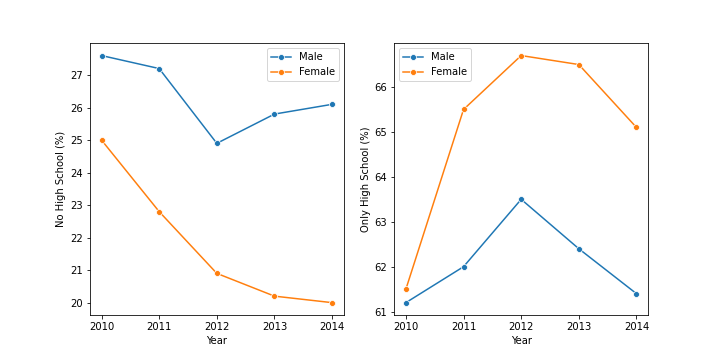 Male
Female
27
26
25
24
23
22
21
20
No High School (%)
2010 2011 2012 2013 2014
Year
Male
Female
66
65
64
63
62
61
Only High School (%)
2010 2011 2012 2013 2014
Year